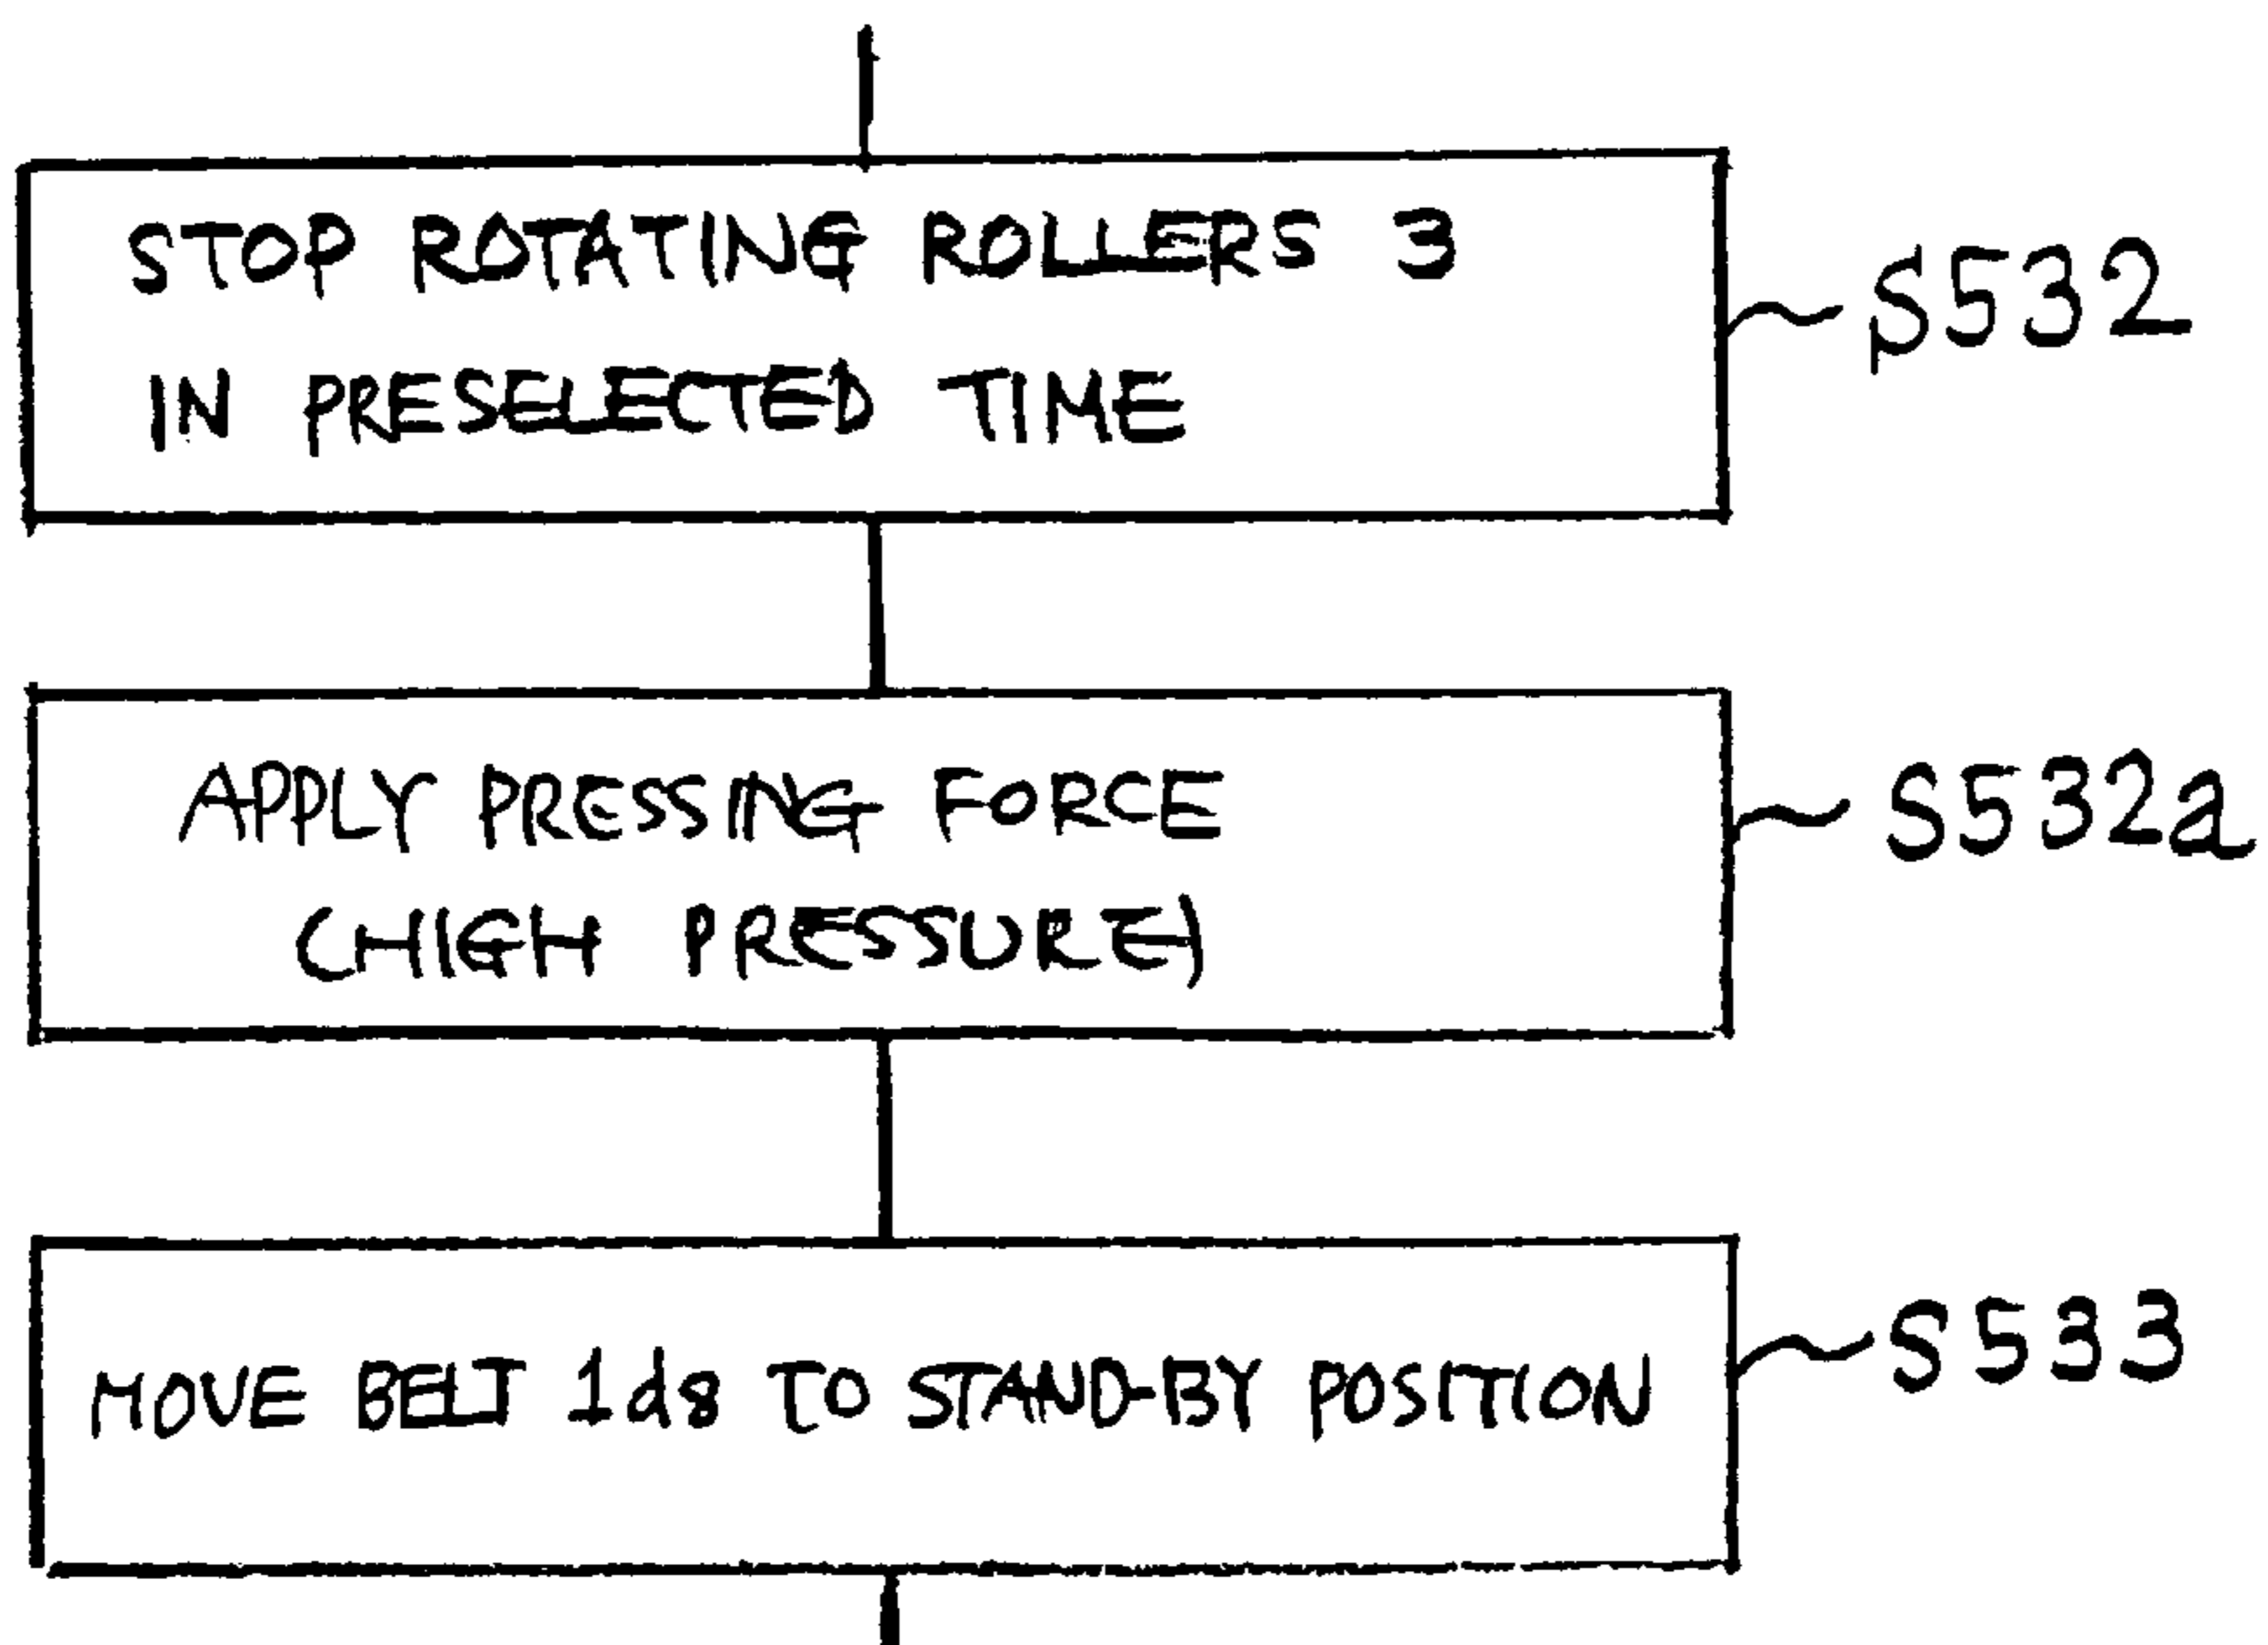 STOP ROTATING ROLLERS 3
IN PRESELECTED TIME
S532
APPLY PRESSING FORCE
(HIGH PRESSURE)
S532a
MOVE BELT 1d8 TO STAND-BY POSITION
S533